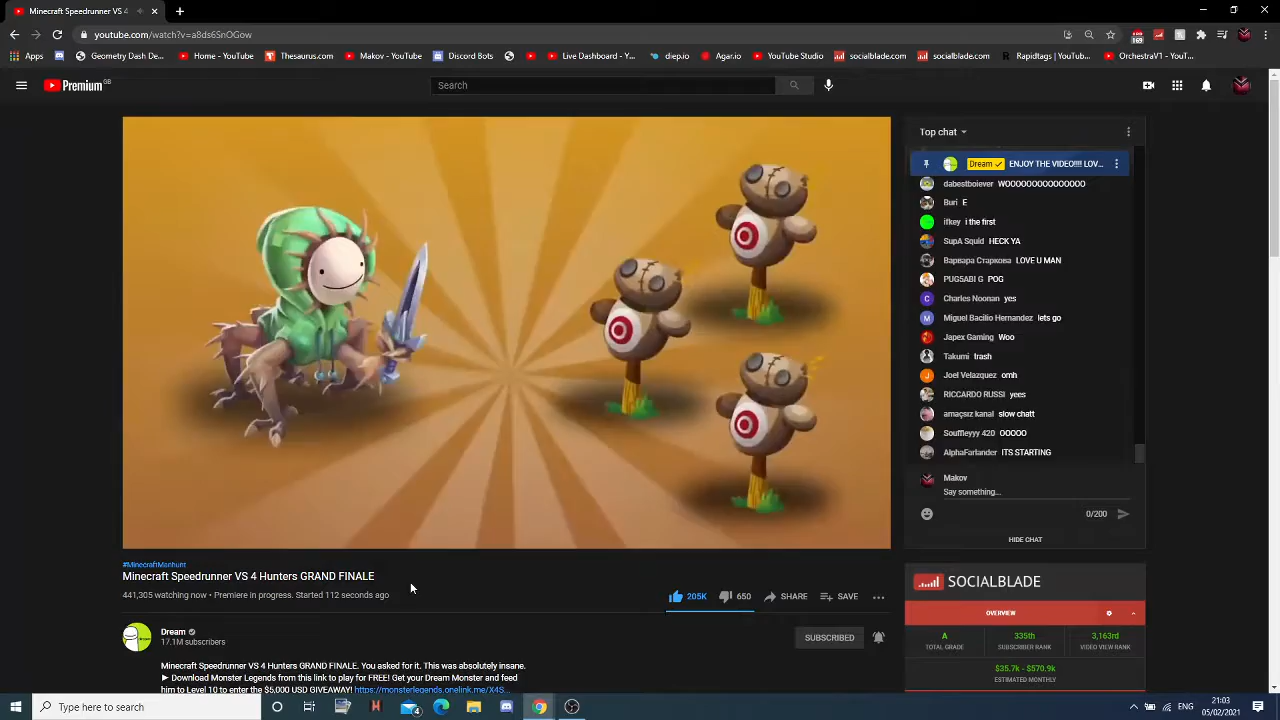 Minecraft Speedrunner VS 4
youtube.com/watch?v=a8ds6SnOGow
Apps
Geometry Dash De...
Home - YouTube
Thesaurus.com
Makov - YouTube
Discord Bots
Live Dashboard - Y...
diep.io
Agar.io
YouTube Studio
socialblade.com
socialblade.com
Rapidtags | YouTub...
OrchestraV1 - YouT...
Premium GB
Search
Top chat
Dream ENJOY THE VIDEO!!!! LOV...
dabestboiever WOOOOOOOOOOOOOOO
Buri E
ifkey i the first
SupA Squid HECK YA
Варвара Старкова LOVE U MAN
PUG5ABI G POG
C Charles Noonan yes
M Miguel Bacilio Hernandez lets go
Japex Gaming Woo
Takumi trash
J Joel Velazquez omh
RICCARDO RUSSI yees
amaçsız kanal slow chatt
Souffleyyy 420 OOOOO
AlphaFarlander ITS STARTING
Makov
Say something...
0/200
HIDE CHAT
#MinecraftManhunt
Minecraft Speedrunner VS 4 Hunters GRAND FINALE
441,305 watching now • Premiere in progress. Started 112 seconds ago
205K
650
SHARE
SAVE
Dream
17.1M subscribers
SUBSCRIBED
Minecraft Speedrunner VS 4 Hunters GRAND FINALE. You asked for it. This was absolutely insane.
► Download Monster Legends from my link to play for FREE. Get your Dream Monster and feed
him to Level 10 to enter the $5,000 USD GIVEAWAY! https://monsterlegends.onelink.me/X4S...
SOCIALBLADE
OVERVIEW
A
TOTAL GRADE
335th
SUBSCRIBER RANK
3,163rd
VIDEO VIEW RANK
$35.7k - $570.9k
ESTIMATED MONTHLY
Type here to search
ENG
21:03
05/02/2021